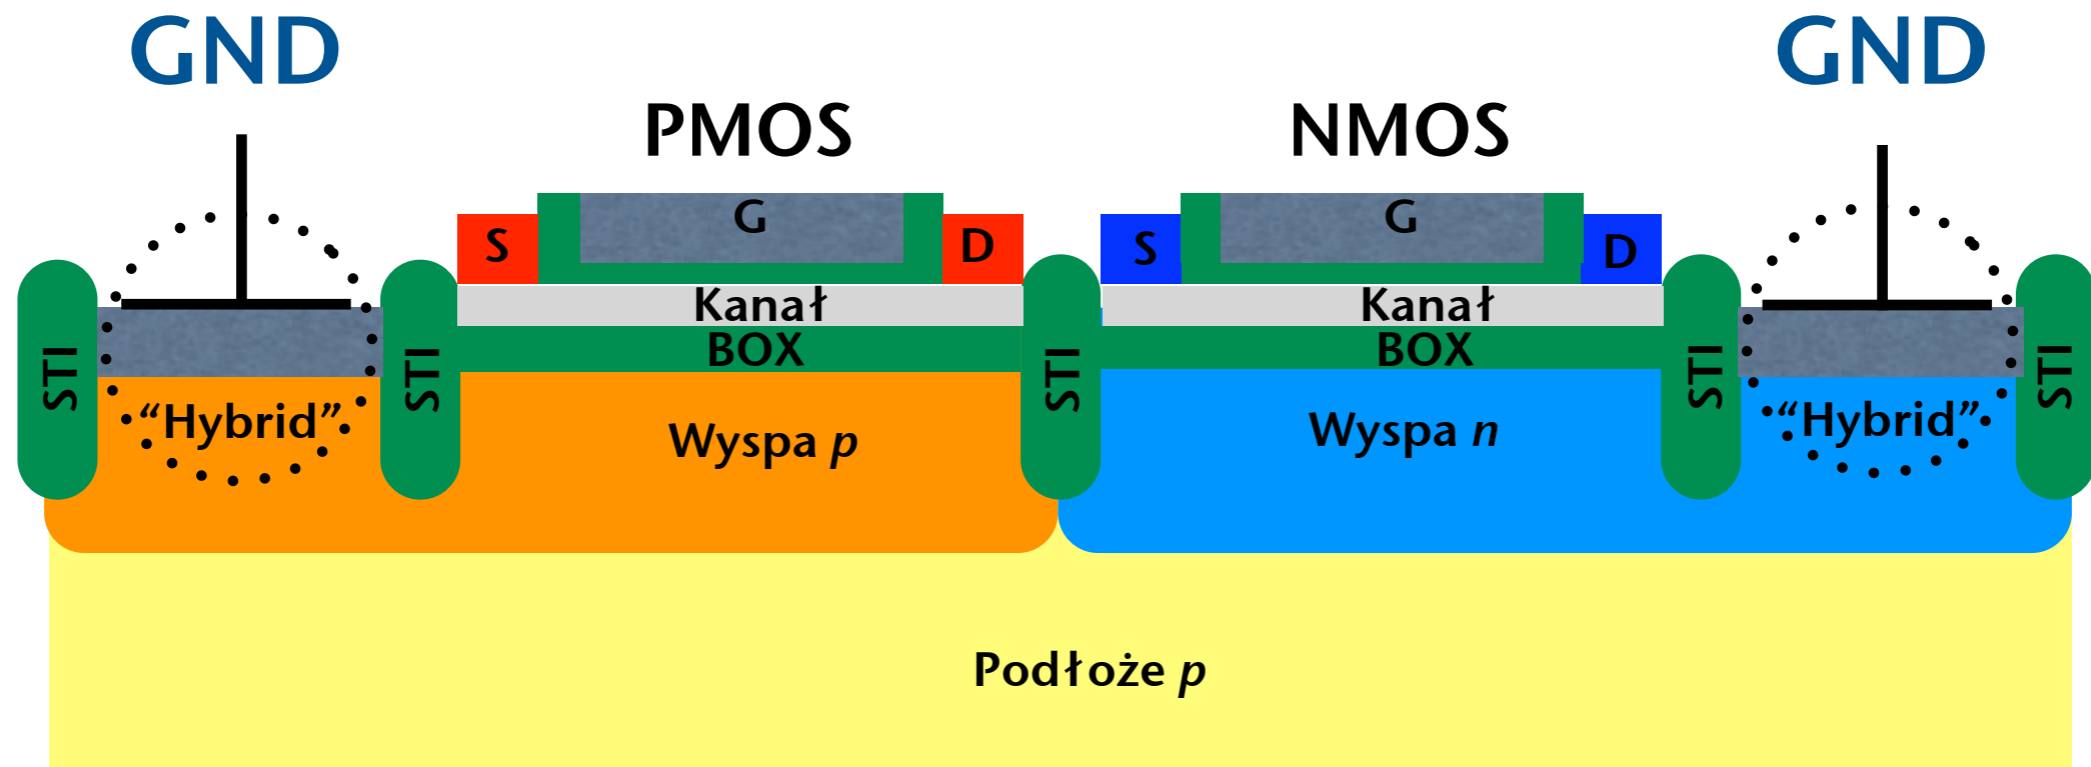 GND
GND
PMOS
NMOS
S
G
D
S
G
D
Kanał
Kanał
BOX
BOX
STI
STI
STI
STI
STI
“Hybrid”
Wyspa p
Wyspa n
“Hybrid”
Podłoże p